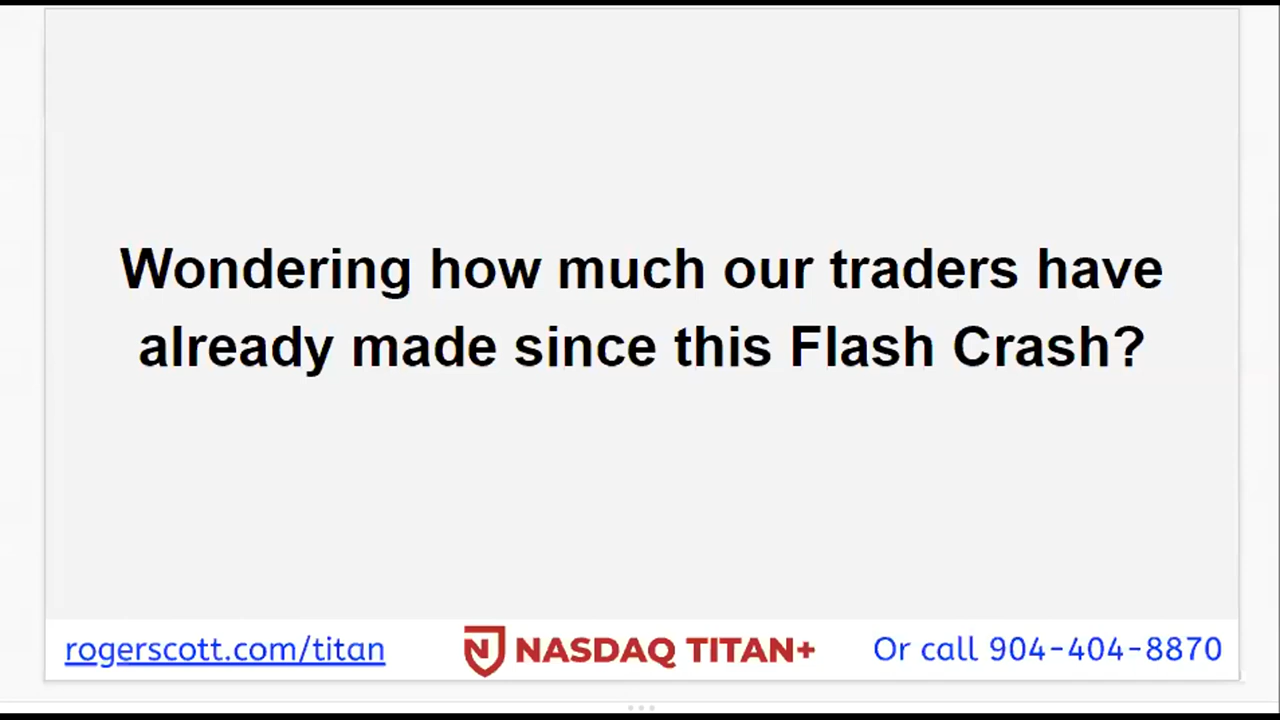 Wondering how much our traders have
already made since this Flash Crash?
rogerscott.com/titan
NASDAQ TITAN+
Or call 904-404-8870